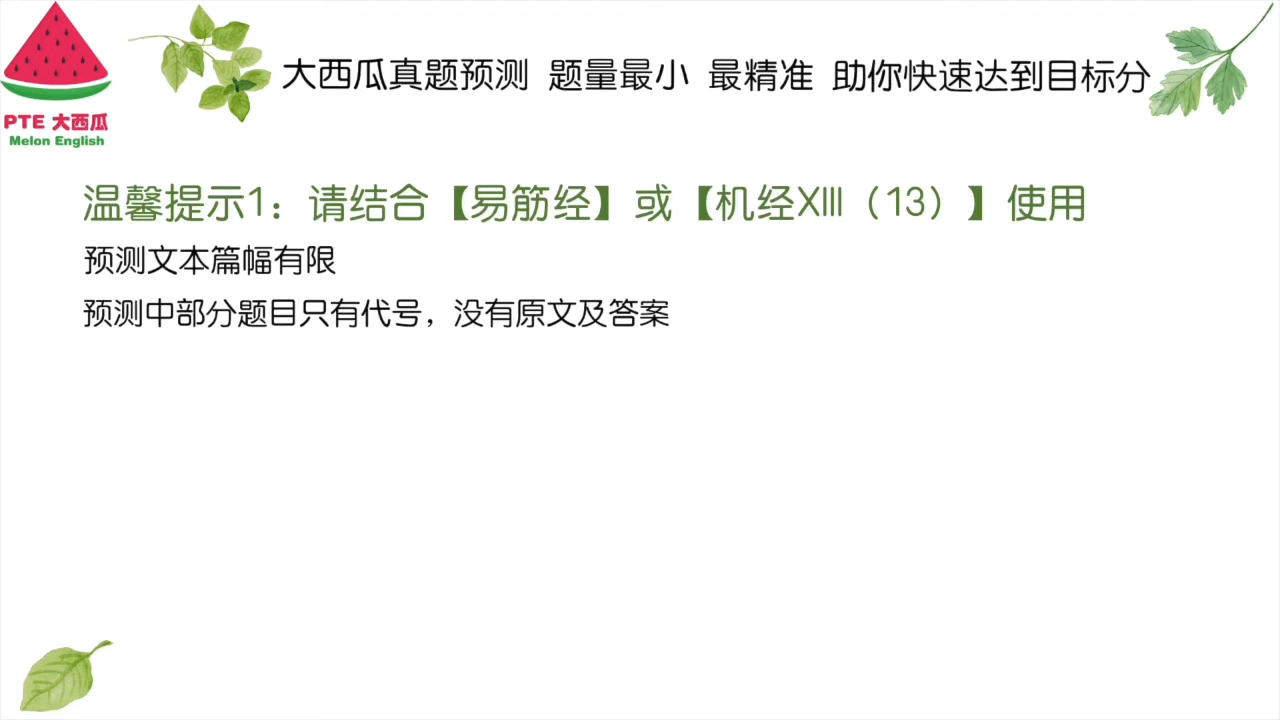 大西瓜真题预测 题量最小 最精准 助你快速达到目标分
PTE 大西瓜
Melon English
温馨提示1：请结合【易筋经】或【机经XIII（13）】使用
预测文本篇幅有限
预测中部分题目只有代号，没有原文及答案